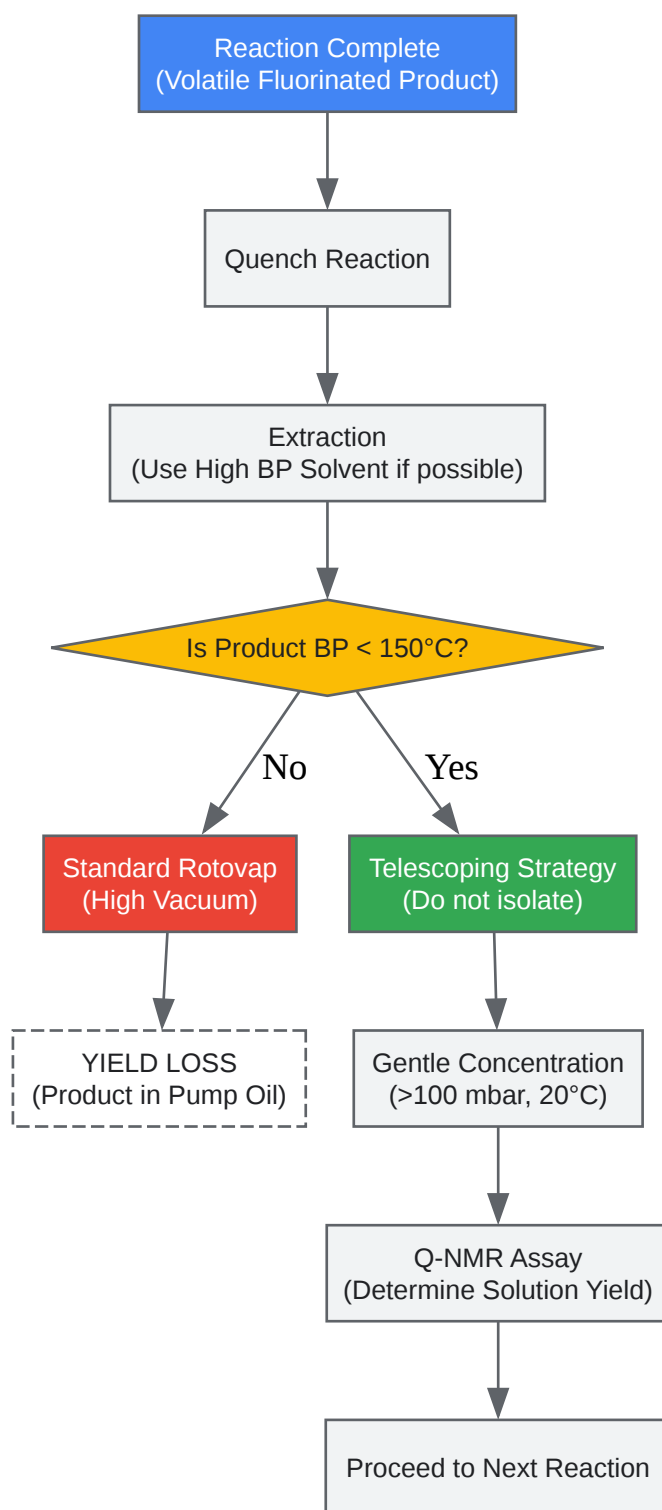 Reaction Complete
(Volatile Fluorinated Product)
Quench Reaction
Extraction
(Use High BP Solvent if possible)
Is Product BP < 150°C?
No
Yes
Standard Rotovap
(High Vacuum)
Telescoping Strategy
(Do not isolate)
YIELD LOSS
(Product in Pump Oil)
Gentle Concentration
(>100 mbar, 20°C)
Q-NMR Assay
(Determine Solution Yield)
Proceed to Next Reaction